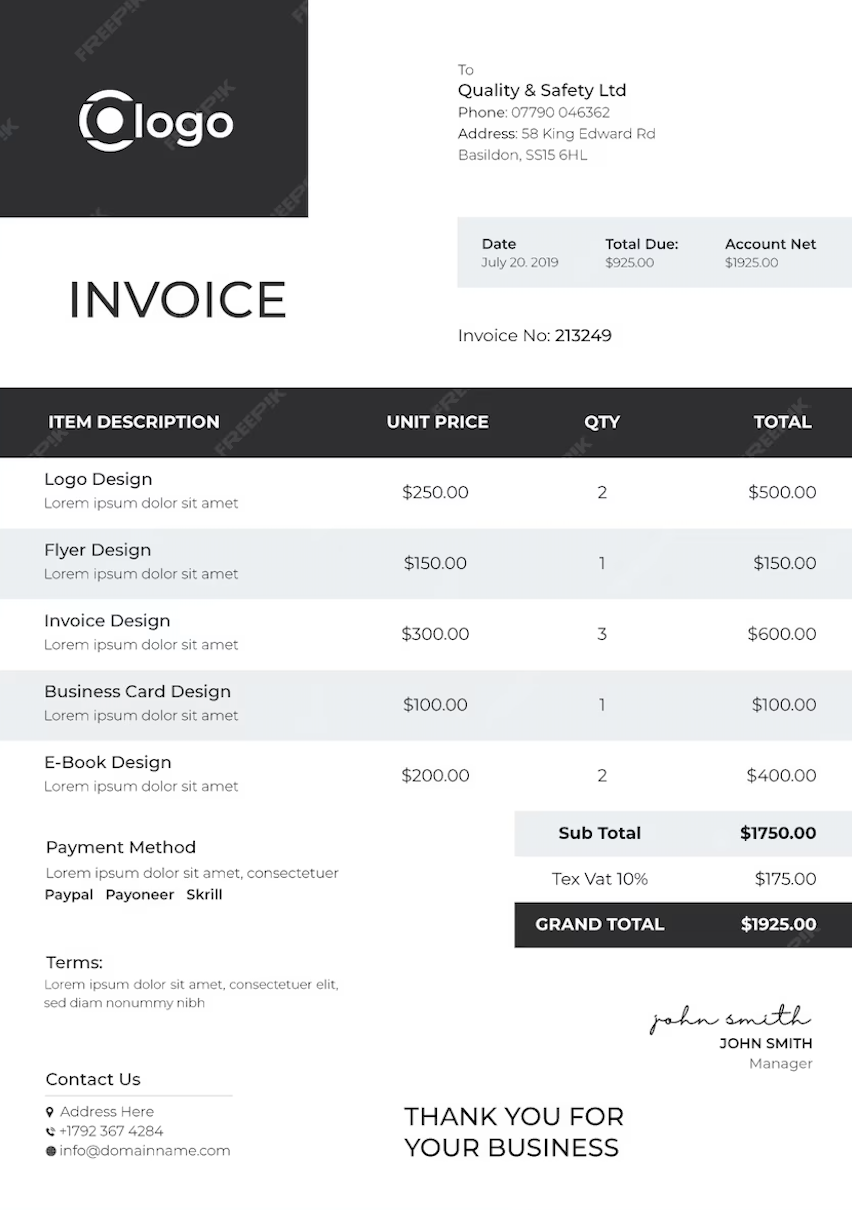 logo
To
Quality & Safety Ltd
Phone: 07790 046362
Address: 58 King Edward Rd
Basildon, SS15 6HL
Date Total Due: Account Net
July 20. 2019 $925.00 $1925.00
INVOICE
Invoice No: 213249
ITEM DESCRIPTION UNIT PRICE QTY TOTAL
Logo Design
Lorem ipsum dolor sit amet
$250.00 2 $500.00
Flyer Design
Lorem ipsum dolor sit amet
$150.00 1 $150.00
Invoice Design
Lorem ipsum dolor sit amet
$300.00 3 $600.00
Business Card Design
Lorem ipsum dolor sit amet
$100.00 1 $100.00
E-Book Design
Lorem ipsum dolor sit amet
$200.00 2 $400.00
Sub Total $1750.00
Tex Vat 10% $175.00
GRAND TOTAL $1925.00
Payment Method
Lorem ipsum dolor sit amet, consectetuer
Paypal Payoneer Skrill
Terms:
Lorem ipsum dolor sit amet, consectetuer elit,
sed diam nonummy nibh
john smith
JOHN SMITH
Manager
Contact Us
Address Here
+1792 367 4284
info@domainname.com
THANK YOU FOR
YOUR BUSINESS
FREEPIK